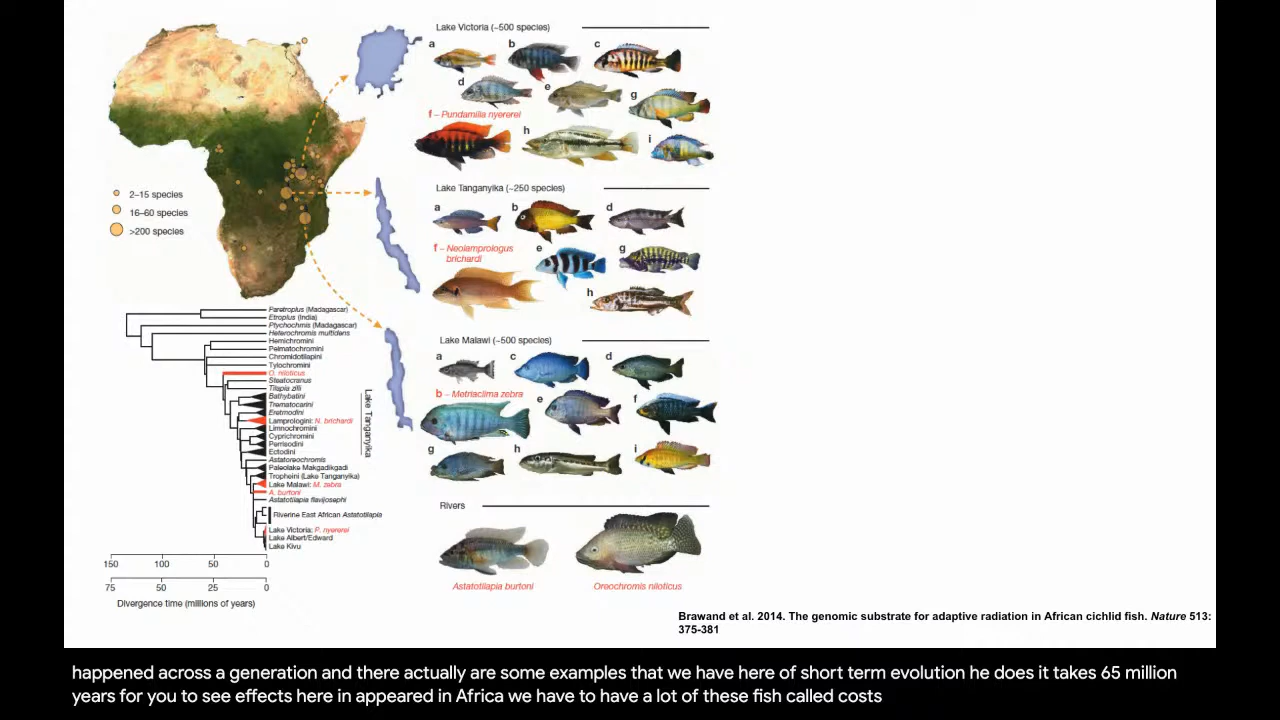 Lake Victoria (~500 species)
a
b
c
d
e
g
f – Pundamilia nyererei
h
i
2–15 species
16–60 species
>200 species
Lake Tanganyika (~250 species)
a
b
d
f – Neolamprologus
brichardi
e
g
h
Paretroplus (Madagascar)
Etroplus (India)
Ptychochmis (Madagascar)
Heterochromis multidens
Hemichromini
Pelmatochromini
Chromidotilapini
Tylochromini
O. niloticus
Steatocranus
Tilapia zilli
Bathybatini
Trematocarini
Eretmodini
Lamprologini: N. brichardi
Limnochromini
Cyprichromini
Perrisodini
Ectodini
Astatoreochromis
Paleolake Makgadikgadi
Tropheini (Lake Tanganyika)
Lake Malawi: M. zebra
A. burtoni
Astatotilapia flavijosephi
Riverine East African Astatotilapia
Lake Victoria: P. nyererei
Lake Albert/Edward
Lake Kivu
Lake Tanganyika
150 100 50 0
75 50 25 0
Divergence time (millions of years)
Lake Malawi (~500 species)
a
c
d
b – Metriaclima zebra
e
f
g
h
i
Rivers
Astatotilapia burtoni
Oreochromis niloticus
Brawand et al. 2014. The genomic substrate for adaptive radiation in African cichlid fish. Nature 513:
375-381
happened across a generation and there actually are some examples that we have here of short term evolution he does it takes 65 million
years for you to see effects here in appeared in Africa we have to have a lot of these fish called costs